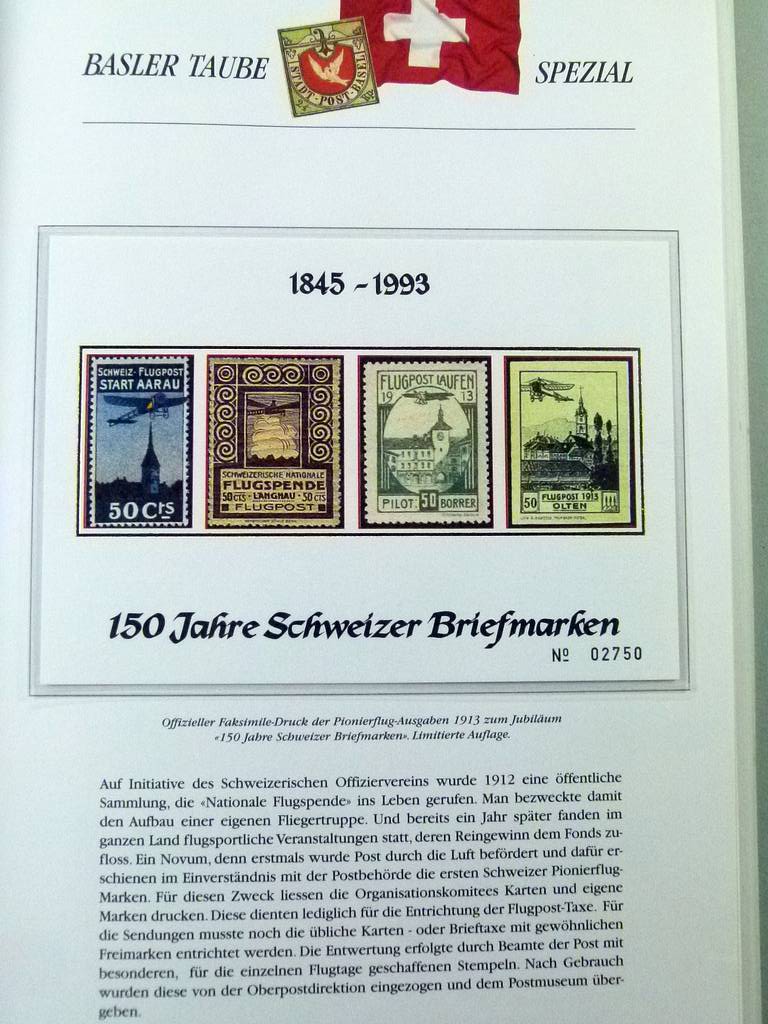 BASLER TAUBE
STADT·POST·BASEL
2½ RP.
SPEZIAL
1845 - 1993
SCHWEIZ· FLUGPOST
START AARAU
50 Cts
SCHWEIZERISCHE NATIONALE
FLUGSPENDE
50 CTS · LANGNAU · 50 CTS
FLUGPOST
FLUGPOST LAUFEN
19 13
PILOT: 50 BORRER
50 FLUGPOST 1913
OLTEN
150 Jahre Schweizer Briefmarken
Nº 02750
Offizieller Faksimile-Druck der Pionierflug-Ausgaben 1913 zum Jubiläum
«150 Jahre Schweizer Briefmarken». Limitierte Auflage.
Auf Initiative des Schweizerischen Offiziervereins wurde 1912 eine öffentliche
Sammlung, die «Nationale Flugspende» ins Leben gerufen. Man bezweckte damit
den Aufbau einer eigenen Fliegertruppe. Und bereits ein Jahr später fanden im
ganzen Land flugsportliche Veranstaltungen statt, deren Reingewinn dem Fonds zu-
floss. Ein Novum, denn erstmals wurde Post durch die Luft befördert und dafür er-
schienen im Einverständnis mit der Postbehörde die ersten Schweizer Pionierflug-
Marken. Für diesen Zweck liessen die Organisationskomitees Karten und eigene
Marken drucken. Diese dienten lediglich für die Entrichtung der Flugpost-Taxe. Für
die Sendungen musste noch die übliche Karten - oder Brieftaxe mit gewöhnlichen
Freimarken entrichtet werden. Die Entwertung erfolgte durch Beamte der Post mit
besonderen, für die einzelnen Flugtage geschaffenen Stempeln. Nach Gebrauch
wurden diese von der Oberpostdirektion eingezogen und dem Postmuseum über-
geben.